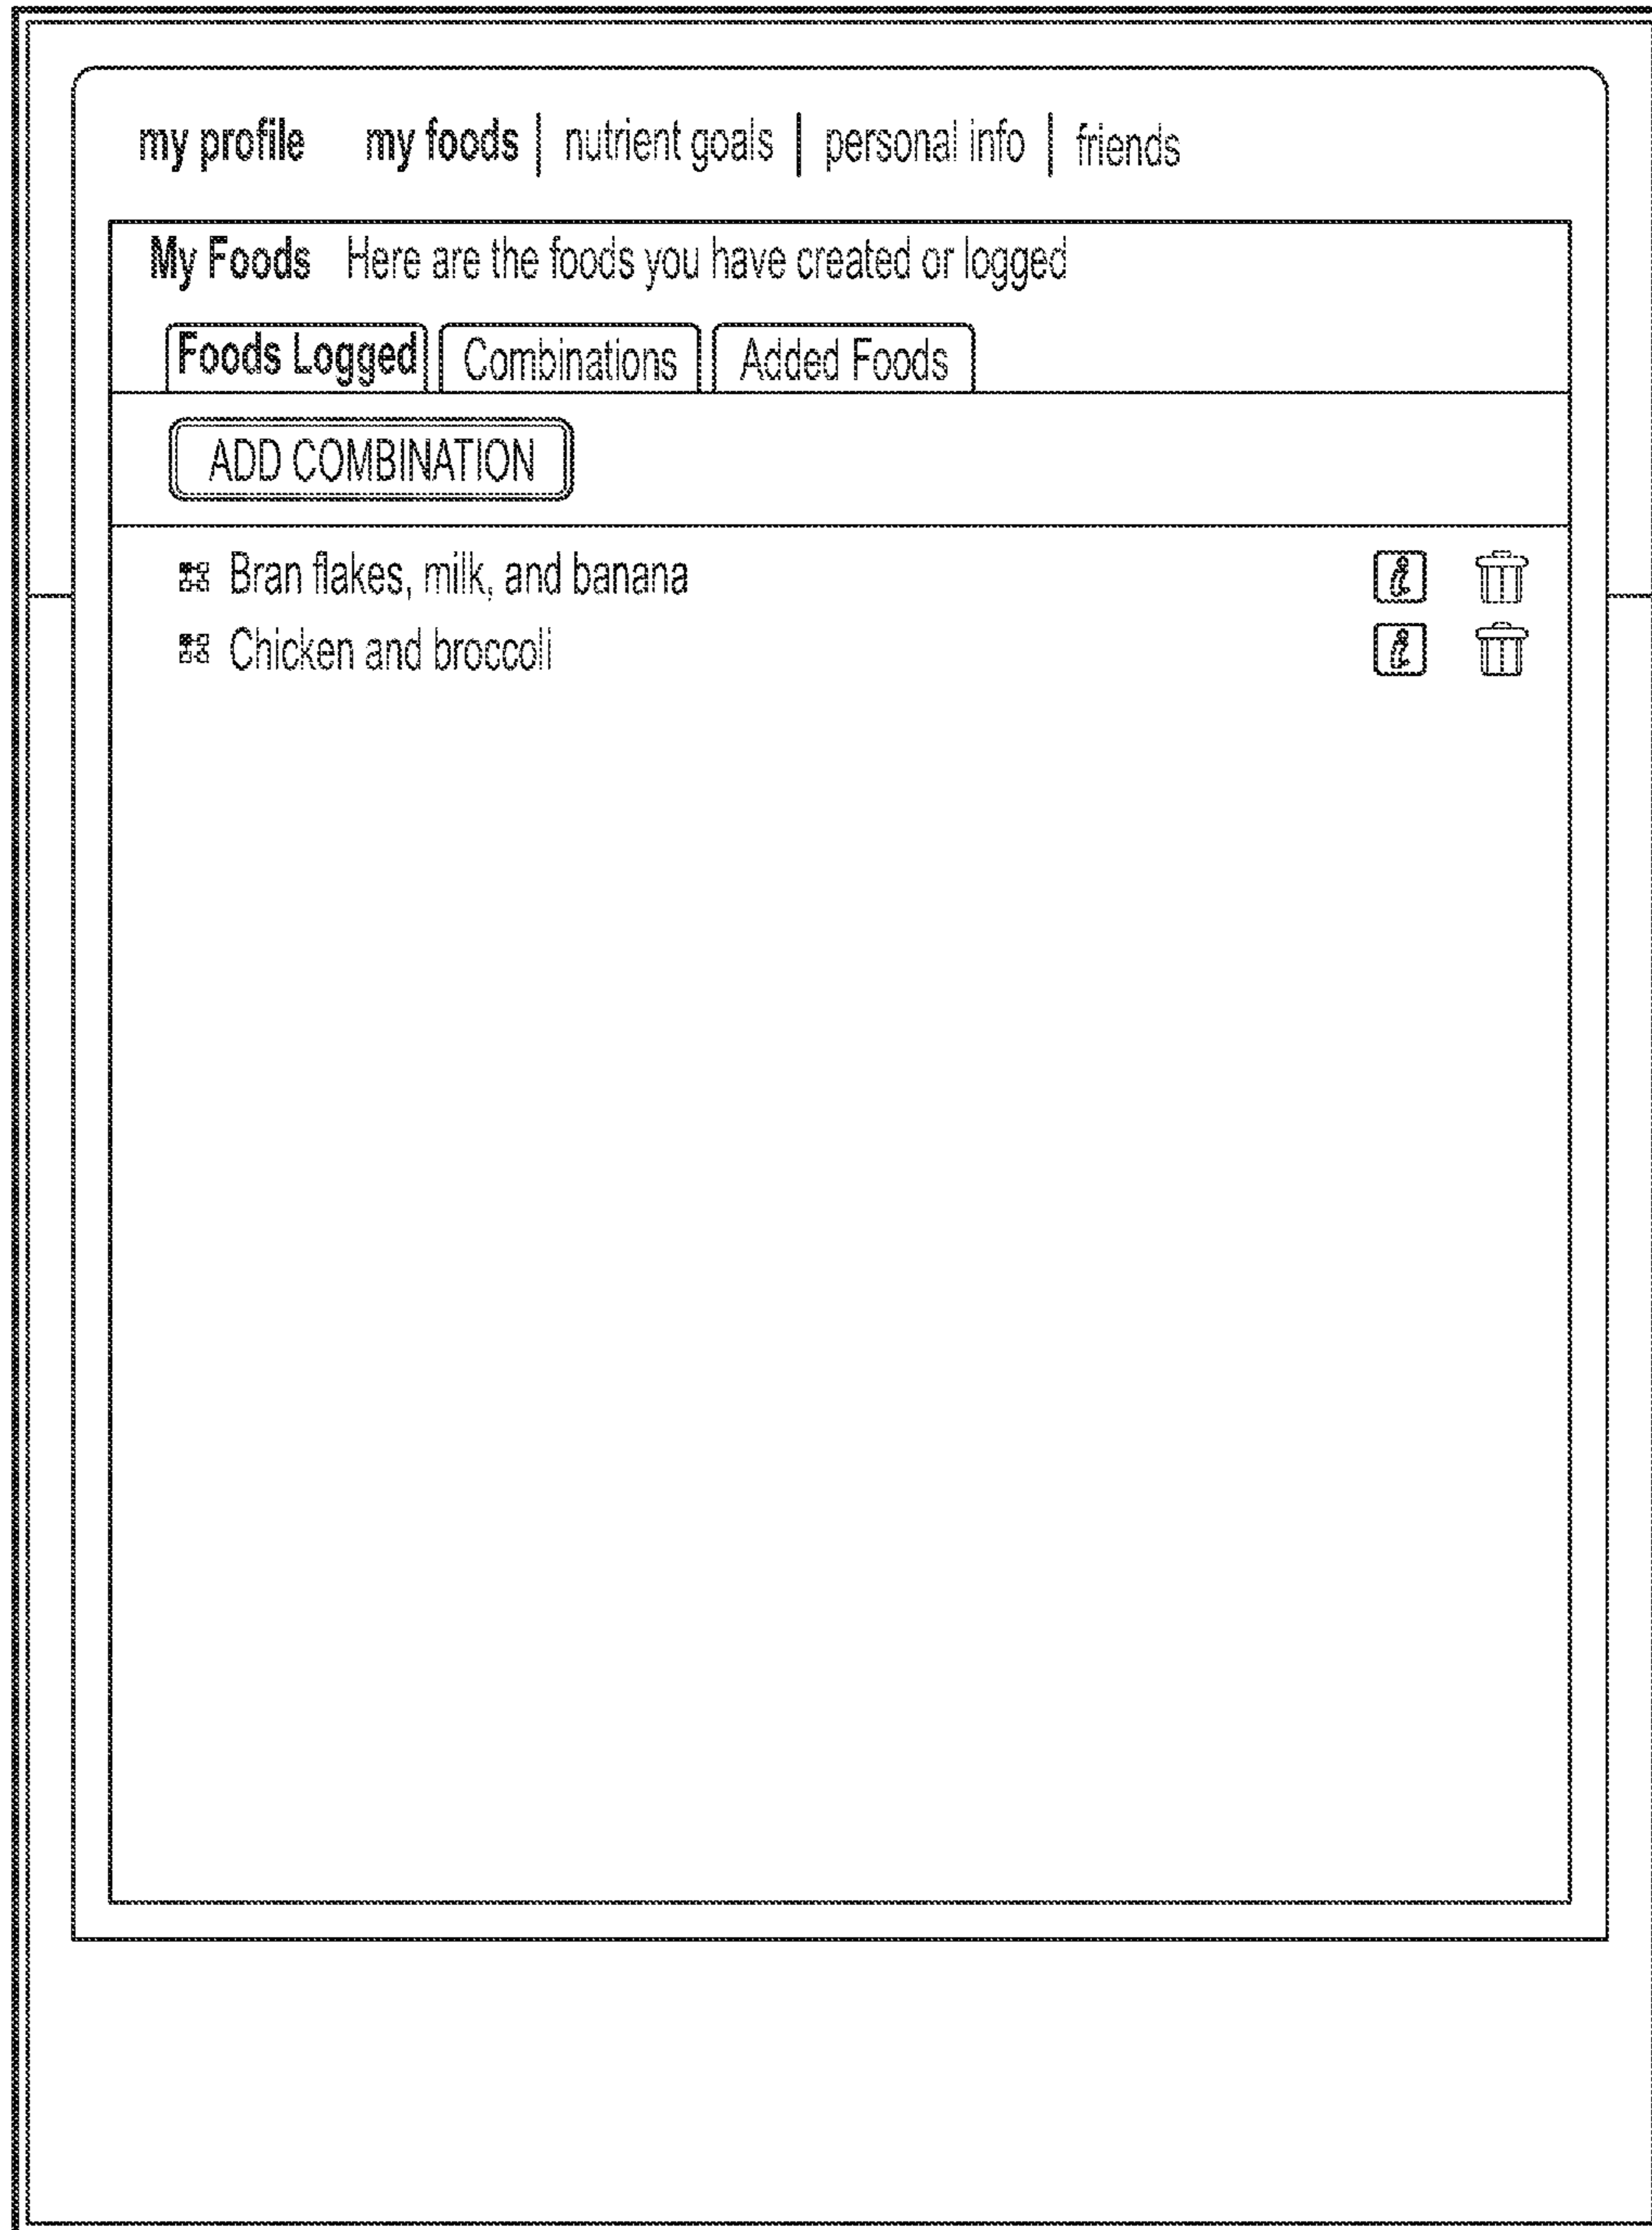 my profile my foods | nutrient goals | personal info | friends
My Foods Here are the foods you have created or logged
Foods Logged Combinations Added Foods
ADD COMBINATION
Bran flakes, milk, and banana i
Chicken and broccoli i